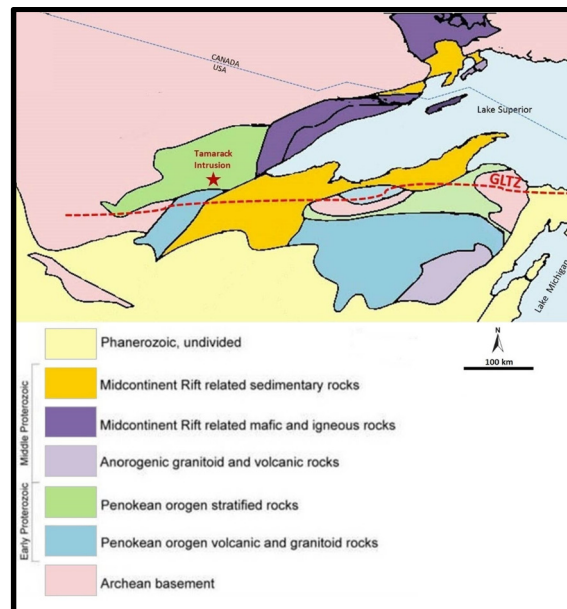 CANADA
USA
Lake Superior
Tamarack
Intrusion
GLTZ
Lake Michigan
N
100 km
Phanerozoic, undivided
Middle Proterozoic
Midcontinent Rift related sedimentary rocks
Midcontinent Rift related mafic and igneous rocks
Anorogenic granitoid and volcanic rocks
Early Proterozoic
Penokean orogen stratified rocks
Penokean orogen volcanic and granitoid rocks
Archean basement